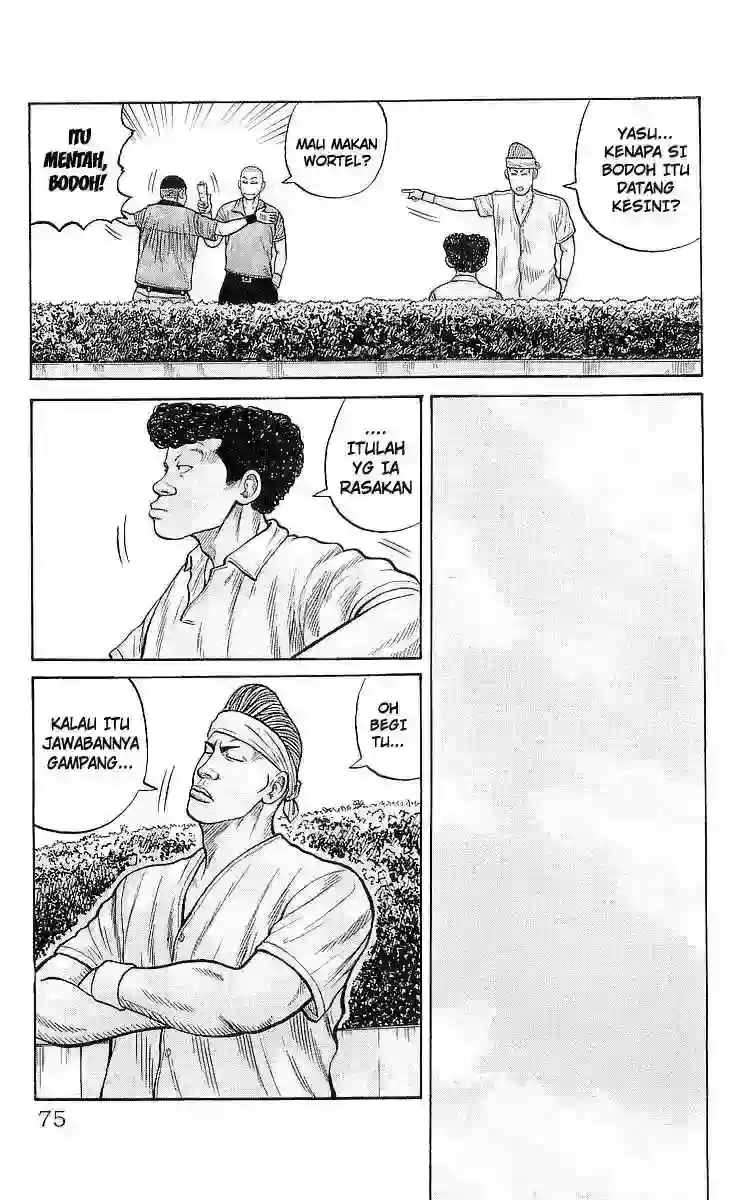 YASU...
KENAPA SI
BODOH ITU
DATANG
KESINI?
MAU MAKAN
WORTEL?
ITU
MENTAH,
BODOH!
....
ITULAH
YG IA
RASAKAN
OH
BEGI
TU...
KALAU ITU
JAWABANNYA
GAMPANG...
75